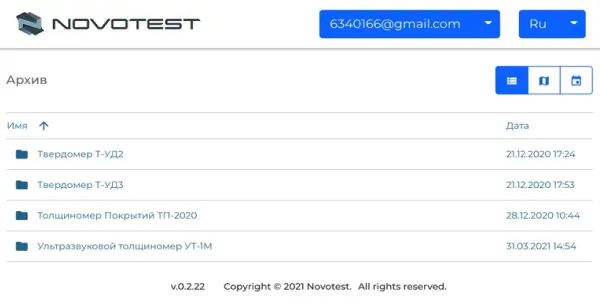 NOVOTEST 6340166@gmail.com Ru
Архив
Имя Дата
Твердомер Т-УД2 21.12.2020 17:24
Твердомер Т-УД3 21.12.2020 17:53
Толщиномер Покрытий ТП-2020 28.12.2020 10:44
Ультразвуковой толщиномер УТ-1М 31.03.2021 14:54
v.0.2.22 Copyright © 2021 Novotest. All rights reserved.